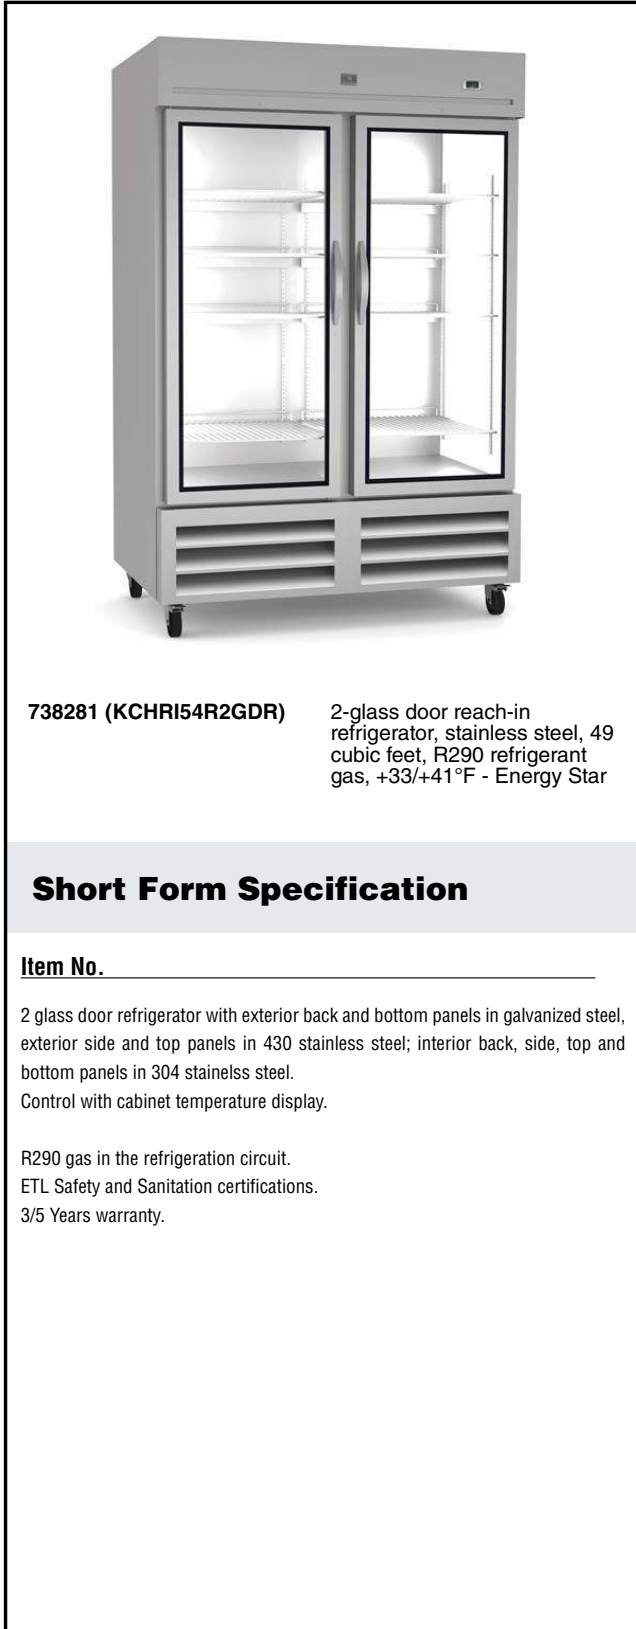 738281 (KCHRI54R2GDR)
2-glass door reach-in
refrigerator, stainless steel, 49
cubic feet, R290 refrigerant
gas, +33/+41°F - Energy Star
Short Form Specification
Item No.
2 glass door refrigerator with exterior back and bottom panels in galvanized steel,
exterior side and top panels in 430 stainless steel; interior back, side, top and
bottom panels in 304 stainelss steel.
Control with cabinet temperature display.
R290 gas in the refrigeration circuit.
ETL Safety and Sanitation certifications.
3/5 Years warranty.